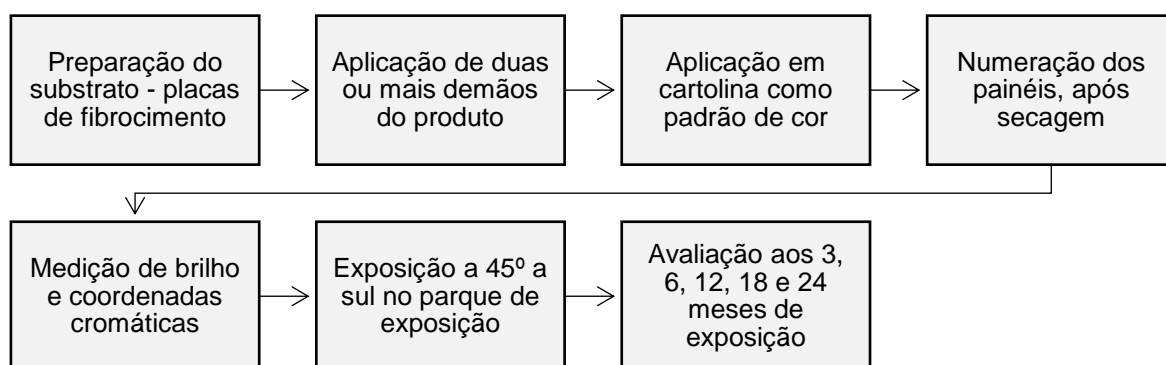 Preparação do
substrato - placas
de fibrocimento
Aplicação de duas
ou mais demãos
do produto
Aplicação em
cartolina como
padrão de cor
Numeração dos
painéis, após
secagem
Medição de brilho
e coordenadas
cromáticas
Exposição a 45º a
sul no parque de
exposição
Avaliação aos 3,
6, 12, 18 e 24
meses de
exposição